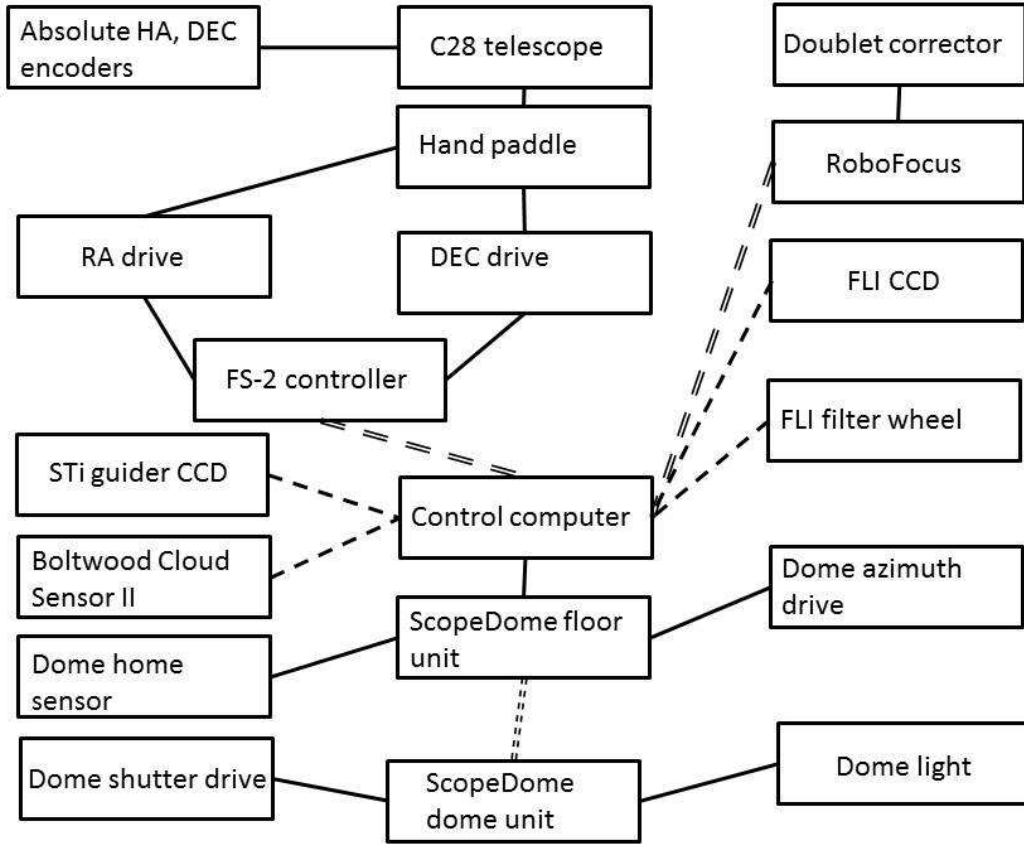 Absolute HA, DEC
encoders
C28 telescope
Doublet corrector
Hand paddle
RoboFocus
RA drive
DEC drive
FLI CCD
FS-2 controller
FLI filter wheel
STi guider CCD
Control computer
Boltwood Cloud
Sensor II
Dome azimuth
drive
ScopeDome floor
unit
Dome home
sensor
Dome shutter drive
ScopeDome
dome unit
Dome light